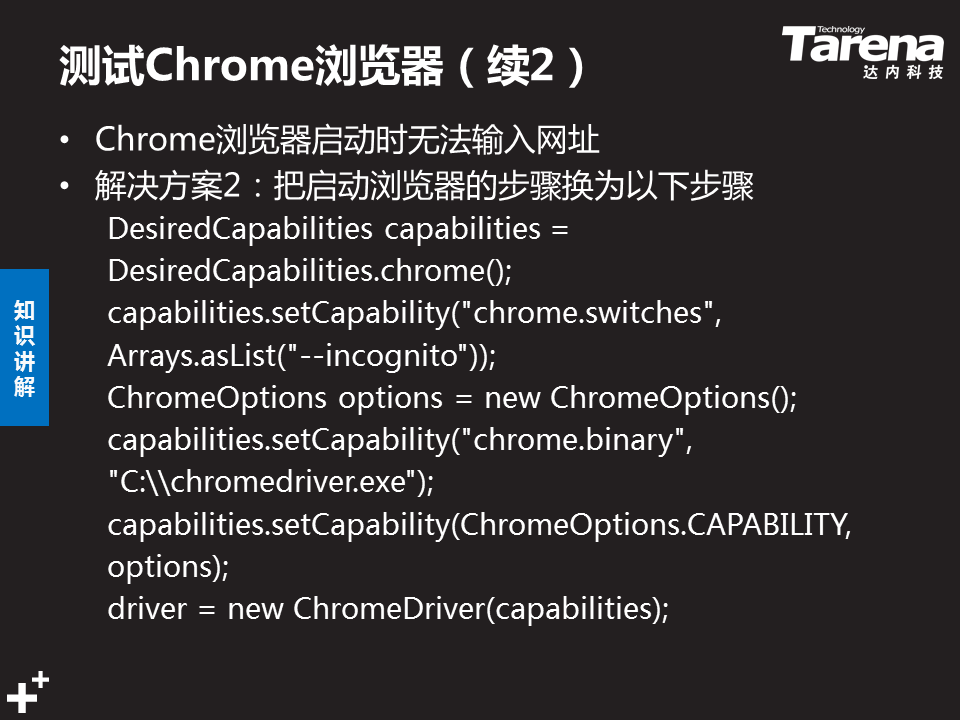 测试Chrome浏览器（续2）
Technology
Tarena
达内科技
• Chrome浏览器启动时无法输入网址
• 解决方案2：把启动浏览器的步骤换为以下步骤
DesiredCapabilities capabilities =
DesiredCapabilities.chrome();
capabilities.setCapability("chrome.switches",
Arrays.asList("--incognito"));
ChromeOptions options = new ChromeOptions();
capabilities.setCapability("chrome.binary",
"C:\\chromedriver.exe");
capabilities.setCapability(ChromeOptions.CAPABILITY,
options);
driver = new ChromeDriver(capabilities);
知
识
讲
解